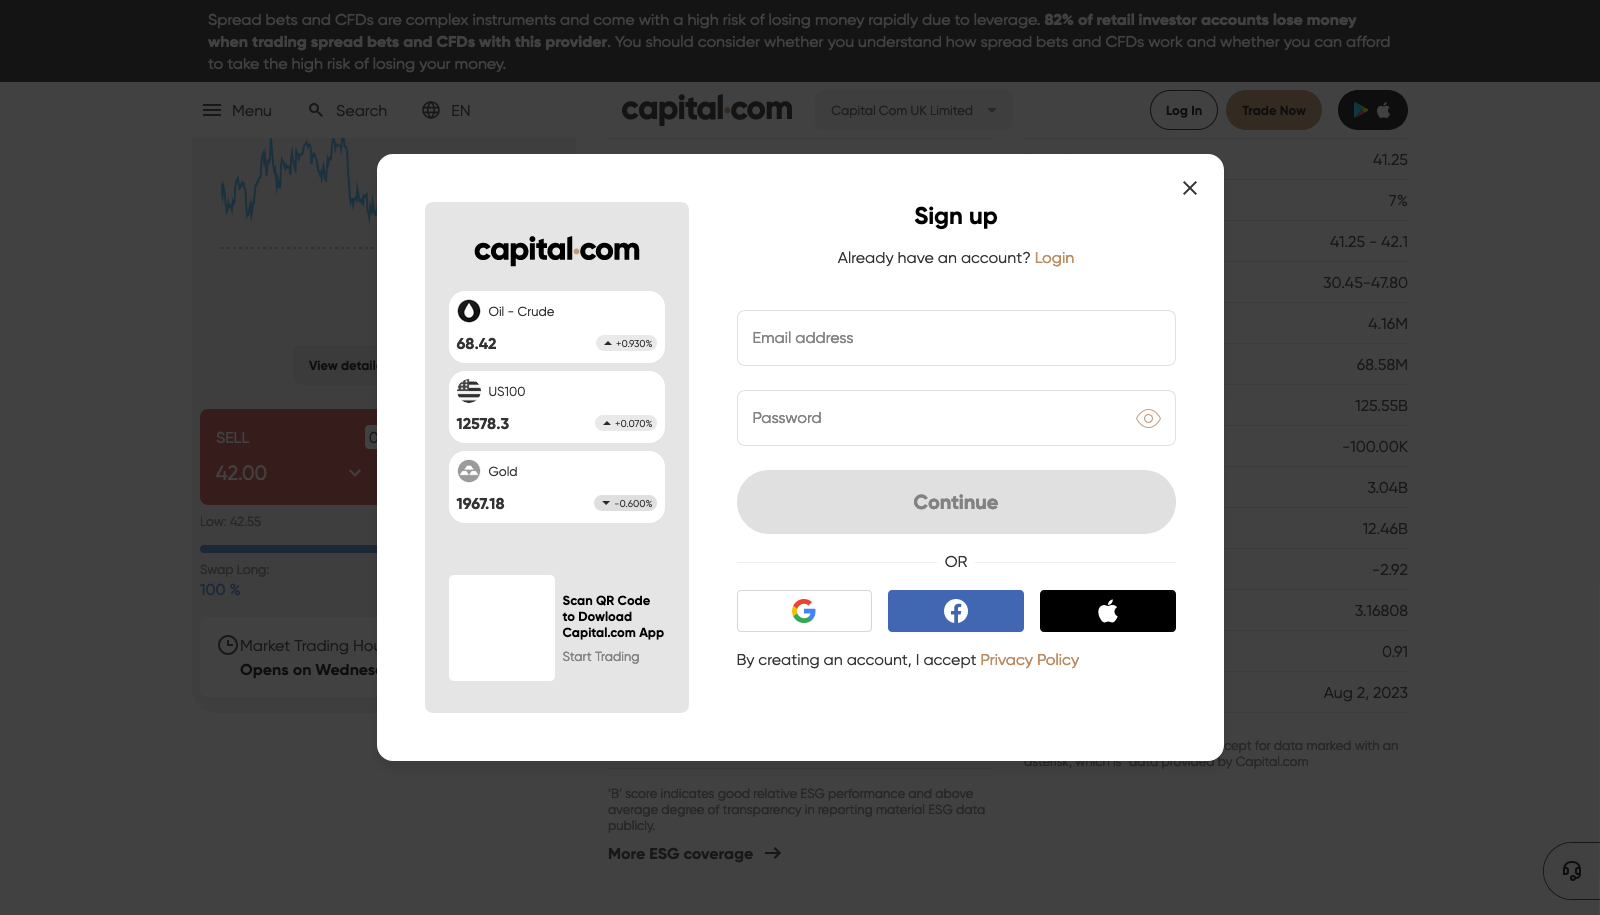 Spread bets and CFDs are complex instruments and come with a high risk of losing money rapidly due to leverage. 82% of retail investor accounts lose money
when trading spread bets and CFDs with this provider. You should consider whether you understand how spread bets and CFDs work and whether you can afford
to take the high risk of losing your money.
Menu
Search
EN
capital.com
Capital Com UK Limited
Log In
Trade Now
View detail
SELL
42.00
Low: 42.55
Swap Long:
100 %
Market Trading Hou
Opens on Wednes
capital.com
Oil - Crude
68.42
+0.930%
US100
12578.3
+0.070%
Gold
1967.18
-0.600%
Scan QR Code
to Dowload
Capital.com App
Start Trading
Sign up
Already have an account? Login
Email address
Password
Continue
OR
By creating an account, I accept Privacy Policy
41.25
7%
41.25 - 42.1
30.45-47.80
4.16M
68.58M
125.55B
-100.00K
3.04B
12.46B
-2.92
3.16808
0.91
Aug 2, 2023
cept for data marked with an
asterisk, which is data provided by Capital.com
'B' score indicates good relative ESG performance and above
average degree of transparency in reporting material ESG data
publicly.
More ESG coverage